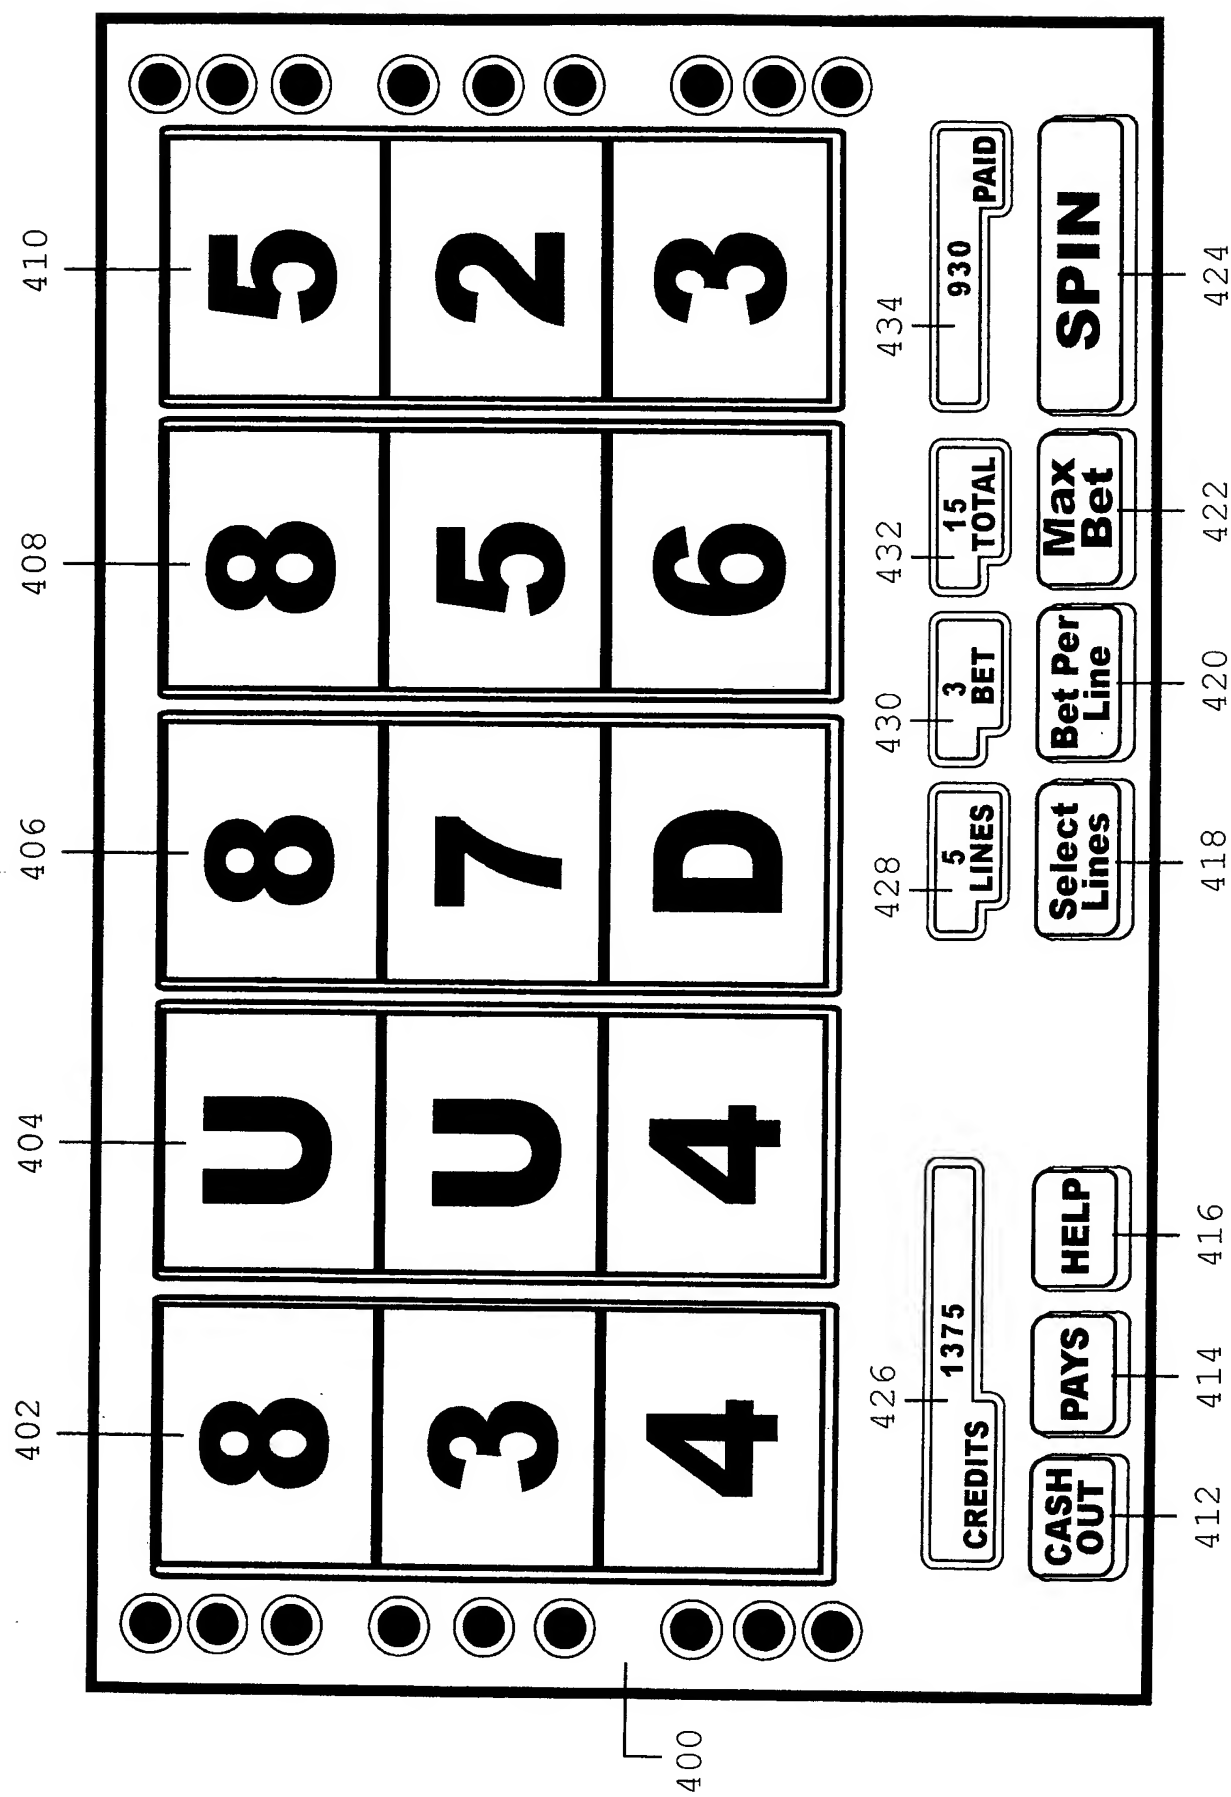 402 404 406 408 410
8 U 8 8 5
3 U 7 5 2
4 4 D 6 3
426 428 430 432 434
1375 5 3 15 930
CREDITS LINES BET TOTAL PAID
CASH OUT PAYS HELP Select Lines Bet Per Line Max Bet SPIN
400
412 414 416 418 420 422 424